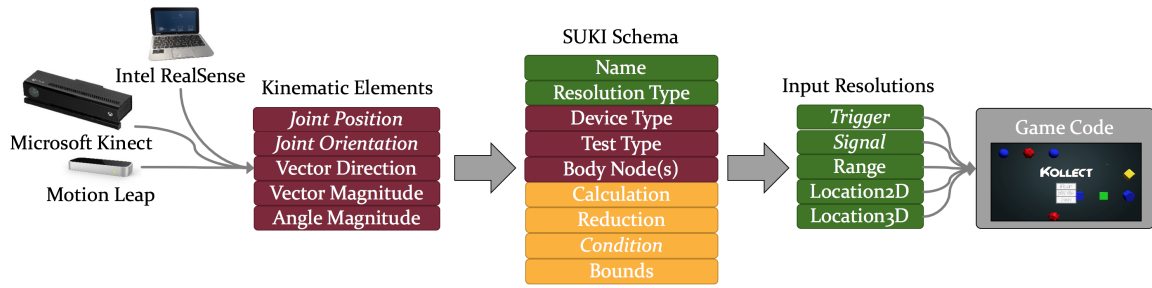 Intel RealSense
Microsoft Kinect
Motion Leap
Kinematic Elements
Joint Position
Joint Orientation
Vector Direction
Vector Magnitude
Angle Magnitude
SUKI Schema
Name
Resolution Type
Device Type
Test Type
Body Node(s)
Calculation
Reduction
Condition
Bounds
Input Resolutions
Trigger
Signal
Range
Location2D
Location3D
Game Code
KOLLECT